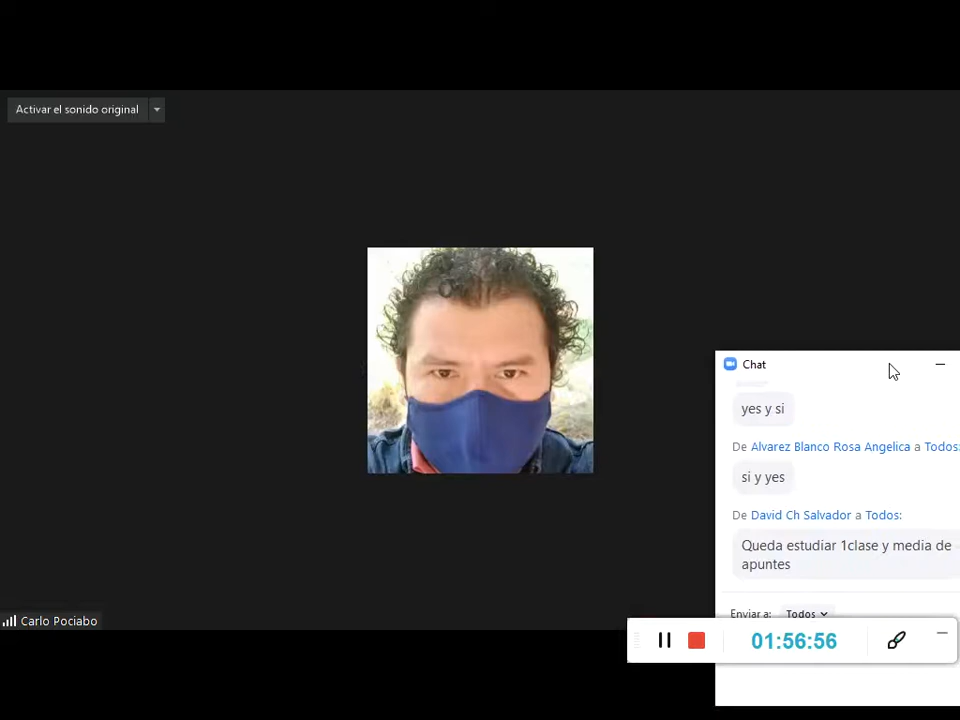 Activar el sonido original
Chat
yes y si
De Alvarez Blanco Rosa Angelica a Todos:
si y yes
De David Ch Salvador a Todos:
Queda estudiar 1clase y media de
apuntes
Enviar a: Todos
Carlo Pociabo
01:56:56